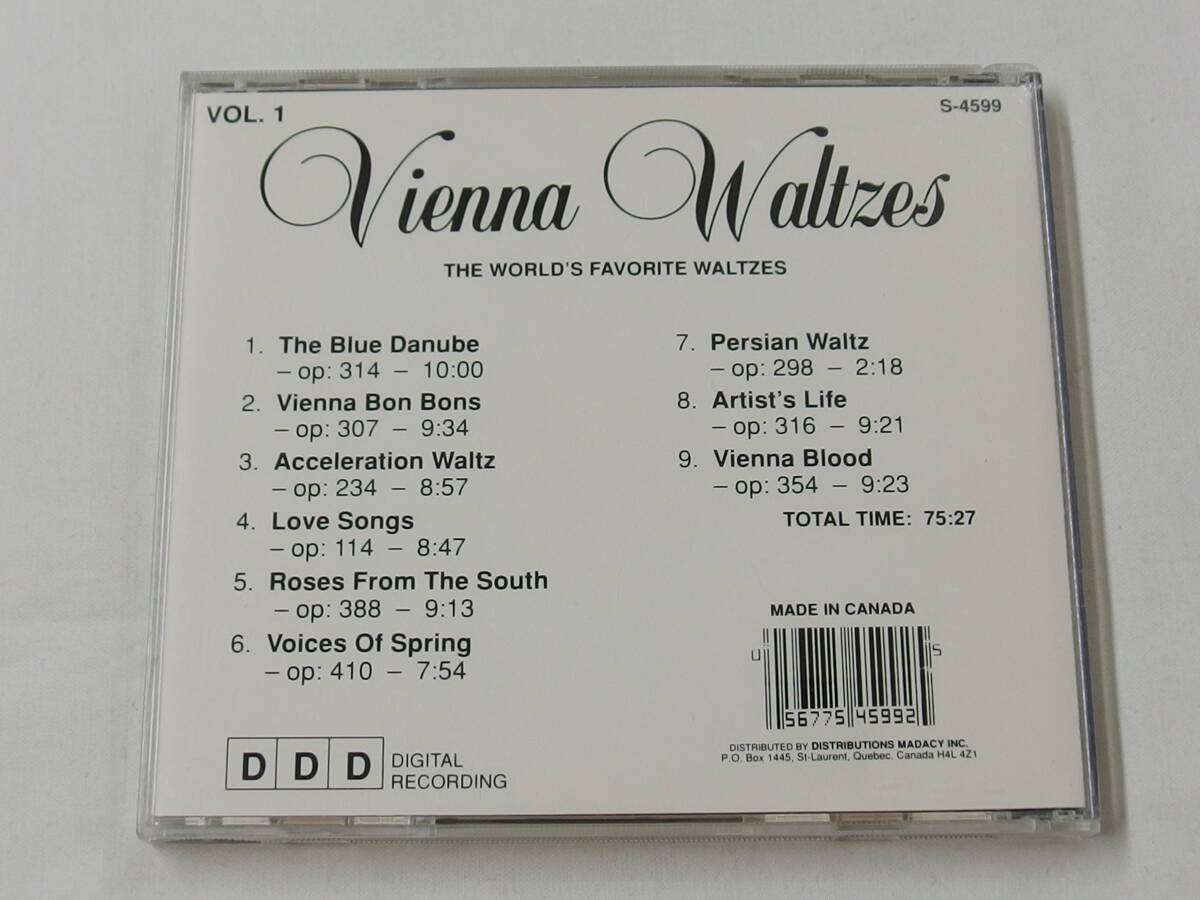 VOL. 1
S-4599
Vienna Waltzes
THE WORLD'S FAVORITE WALTZES
1. The Blue Danube
– op: 314 – 10:00
2. Vienna Bon Bons
– op: 307 – 9:34
3. Acceleration Waltz
– op: 234 – 8:57
4. Love Songs
– op: 114 – 8:47
5. Roses From The South
– op: 388 – 9:13
6. Voices Of Spring
– op: 410 – 7:54
7. Persian Waltz
– op: 298 – 2:18
8. Artist's Life
– op: 316 – 9:21
9. Vienna Blood
– op: 354 – 9:23
TOTAL TIME: 75:27
D D D DIGITAL
RECORDING
MADE IN CANADA
0 56775 45992 5
DISTRIBUTED BY DISTRIBUTIONS MADACY INC.
P.O. Box 1445, St-Laurent, Quebec. Canada H4L 4Z1